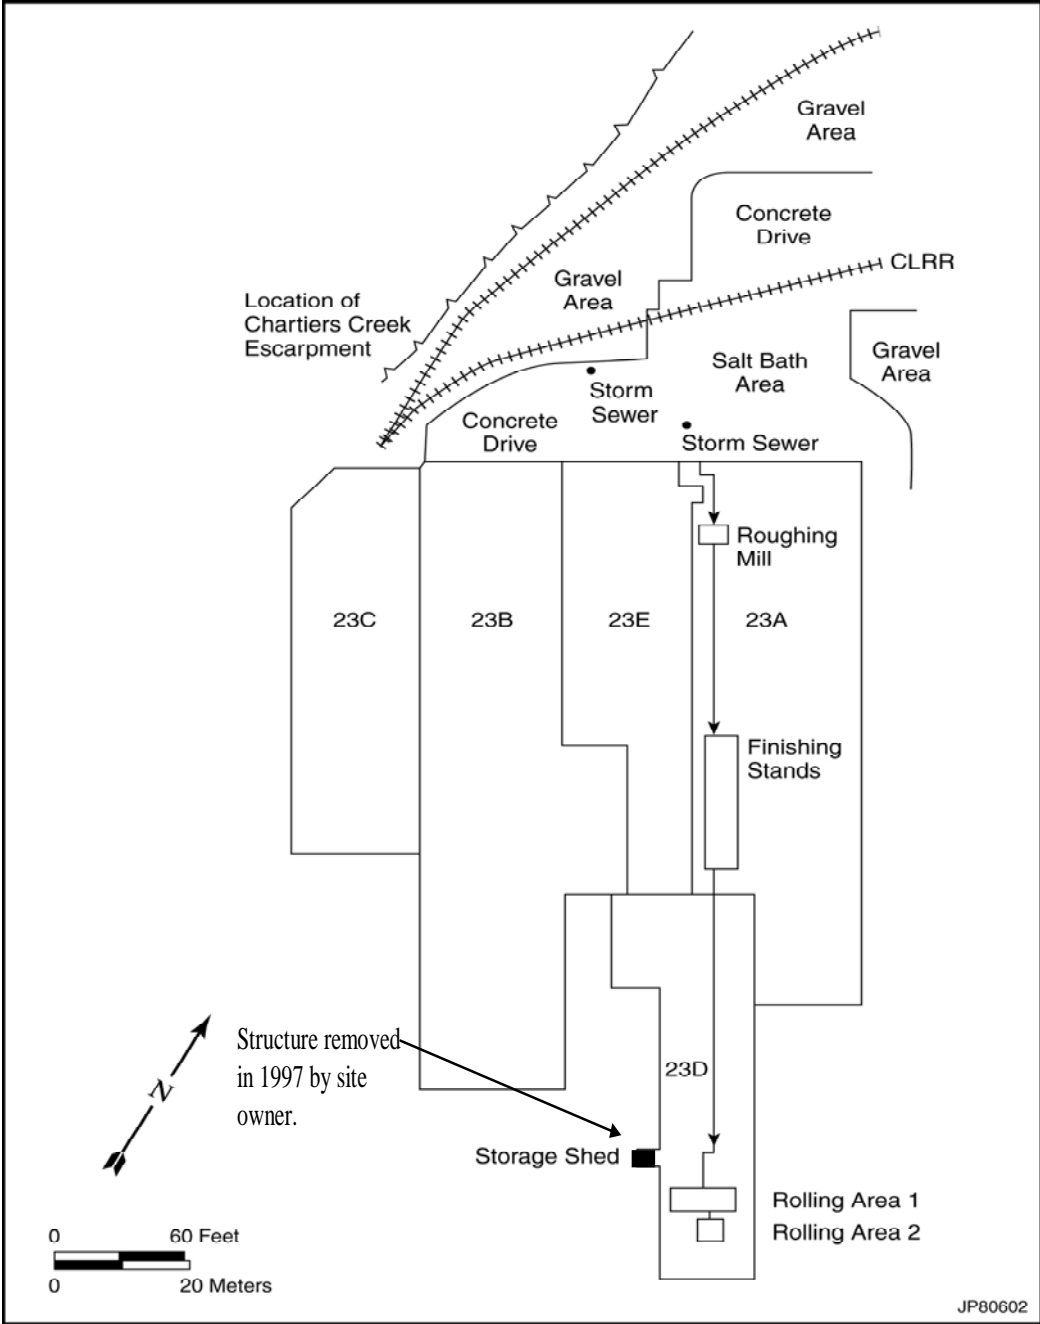 Gravel
Area
Concrete
Drive
CLRR
Gravel
Area
Location of
Chartiers Creek
Escarpment
Gravel
Area
Salt Bath
Area
Storm
Sewer
Concrete
Drive
Storm Sewer
Roughing
Mill
23C
23B
23E
23A
Finishing
Stands
Structure removed
in 1997 by site
owner.
N
23D
Storage Shed
Rolling Area 1
Rolling Area 2
0 60 Feet
0 20 Meters
JP80602